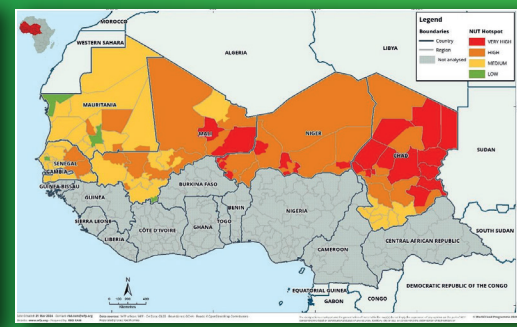 MOROCCO
WESTERN SAHARA
ALGERIA
LIBYA
MAURITANIA
MALI
NIGER
CHAD
SUDAN
SENEGAL
GAMBIA
GUINEA-BISSAU
GUINEA
SIERRA LEONE
LIBERIA
CÔTE D'IVOIRE
BURKINA FASO
GHANA
TOGO
BENIN
NIGERIA
CAMEROON
CENTRAL AFRICAN REPUBLIC
SOUTH SUDAN
DEMOCRATIC REPUBLIC OF THE CONGO
EQUATORIAL GUINEA
GABON
CONGO
Legend
Boundaries
Country
Region
Not analysed
NUT Hotspot
VERY HIGH
HIGH
MEDIUM
LOW
N